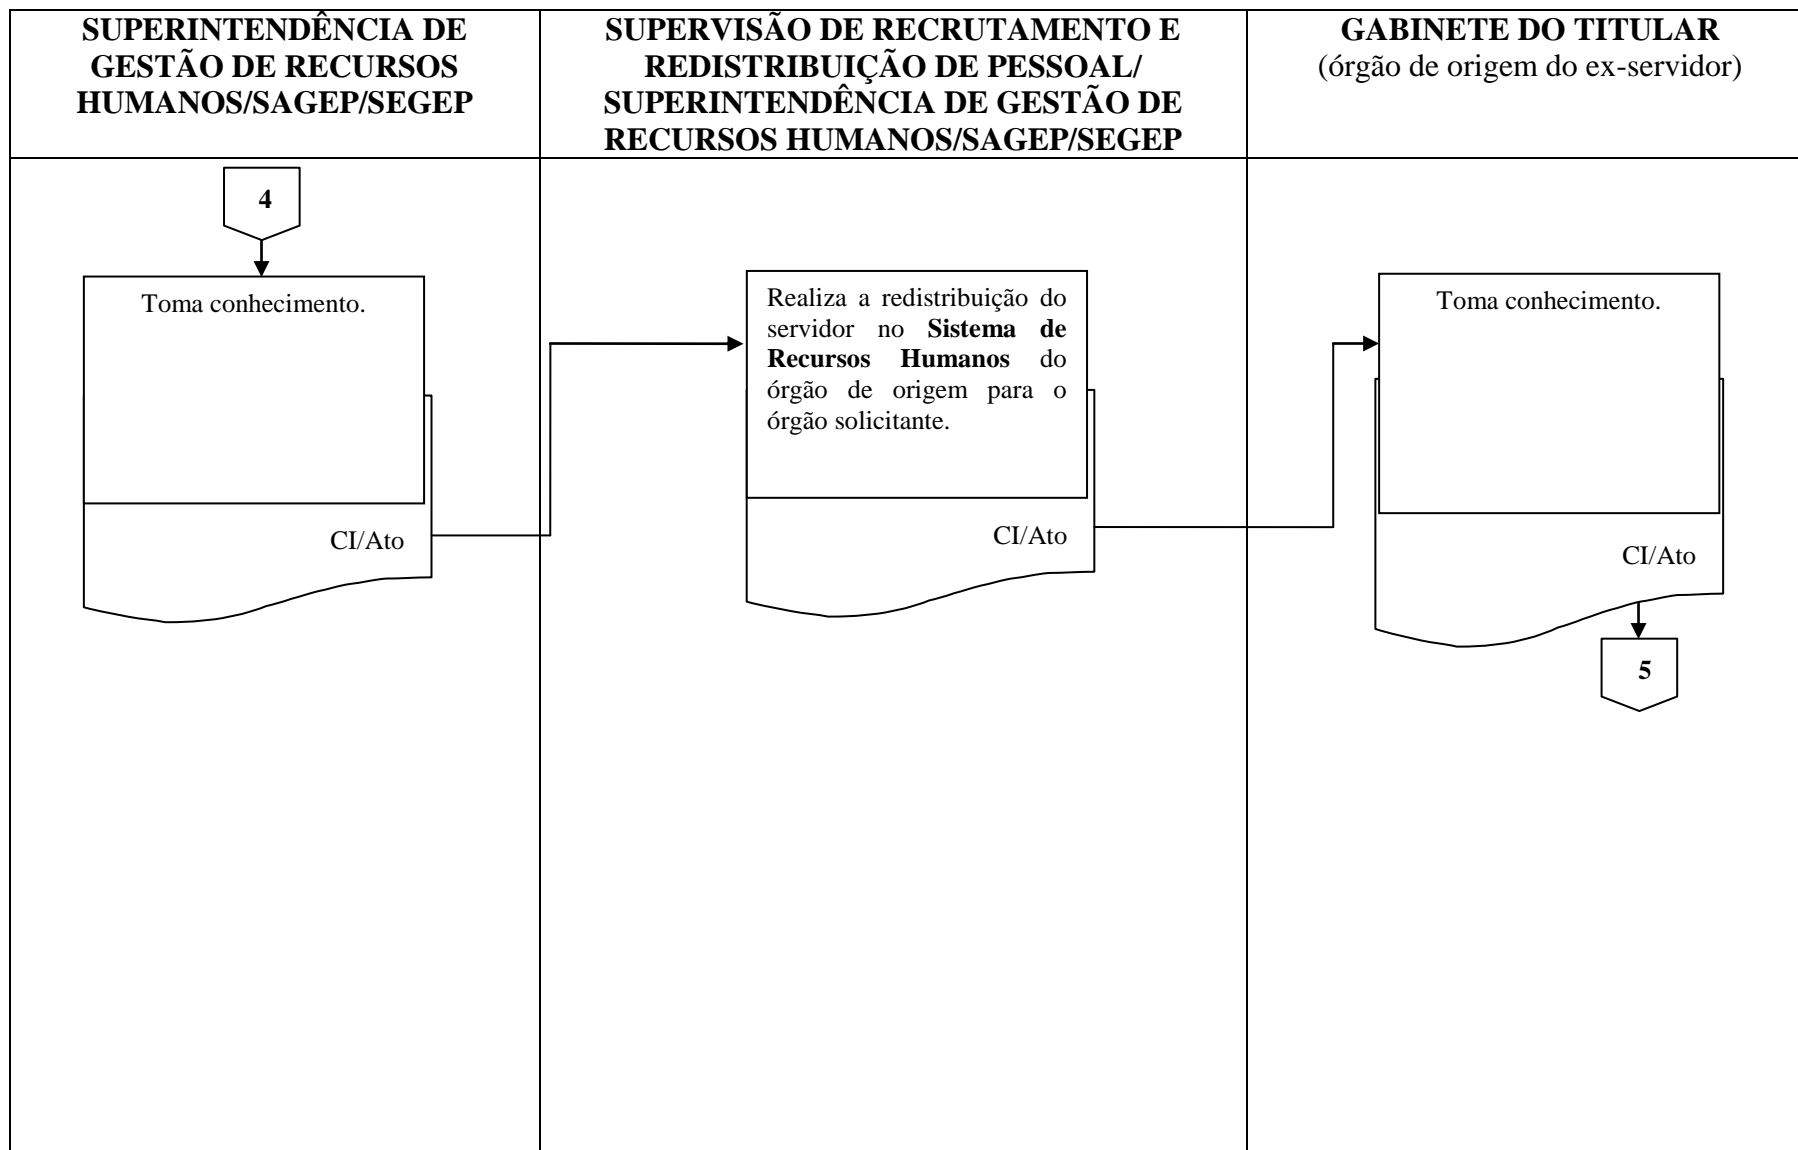 SUPERINTENDÊNCIA DE
GESTÃO DE RECURSOS
HUMANOS/SAGEP/SEGEP
SUPERVISÃO DE RECRUTAMENTO E
REDISTRIBUIÇÃO DE PESSOAL/
SUPERINTENDÊNCIA DE GESTÃO DE
RECURSOS HUMANOS/SAGEP/SEGEP
GABINETE DO TITULAR
(órgão de origem do ex-servidor)
4
Toma conhecimento.
CI/Ato
Realiza a redistribuição do
servidor no Sistema de
Recursos Humanos do
órgão de origem para o
órgão solicitante.
CI/Ato
Toma conhecimento.
CI/Ato
5